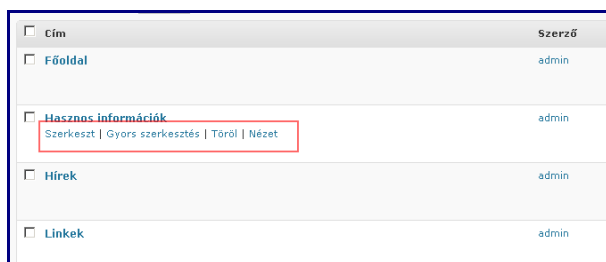 Cím Szerző
Főoldal admin
Hasznos információk admin
Szerkeszt | Gyors szerkesztés | Töröl | Nézet
Hírek admin
Linkek admin